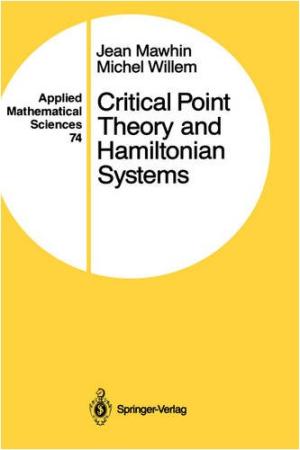 Jean Mawhin
Michel Willem
Applied
Mathematical
Sciences
74
Critical Point
Theory and
Hamiltonian
Systems
Springer-Verlag